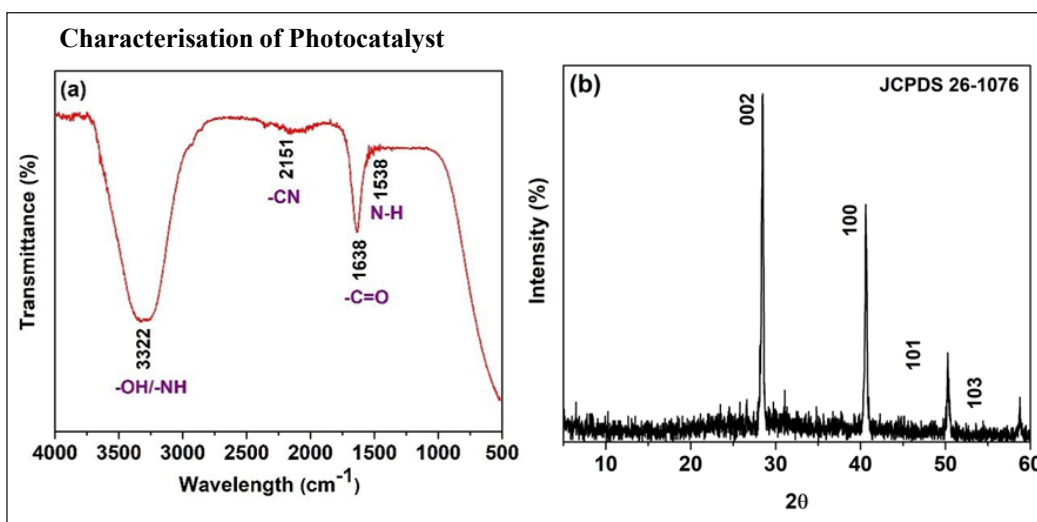 Characterisation of Photocatalyst
(a)
Transmittance (%)
3322
-OH/-NH
2151
-CN
1638
-C=O
1538
N-H
4000 3500 3000 2500 2000 1500 1000 500
Wavelength (cm⁻¹)
(b)
JCPDS 26-1076
Intensity (%)
002
100
101
103
10 20 30 40 50 60
2θ